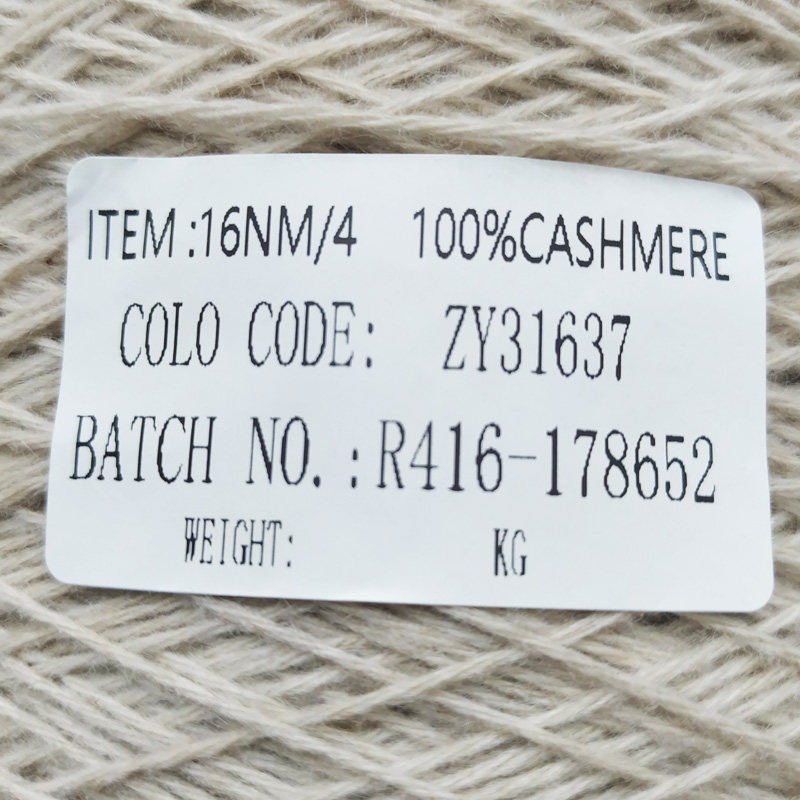 ITEM :16NM/4 100%CASHMERE
COLO CODE: ZY31637
BATCH NO.:R416-178652
WEIGHT: KG